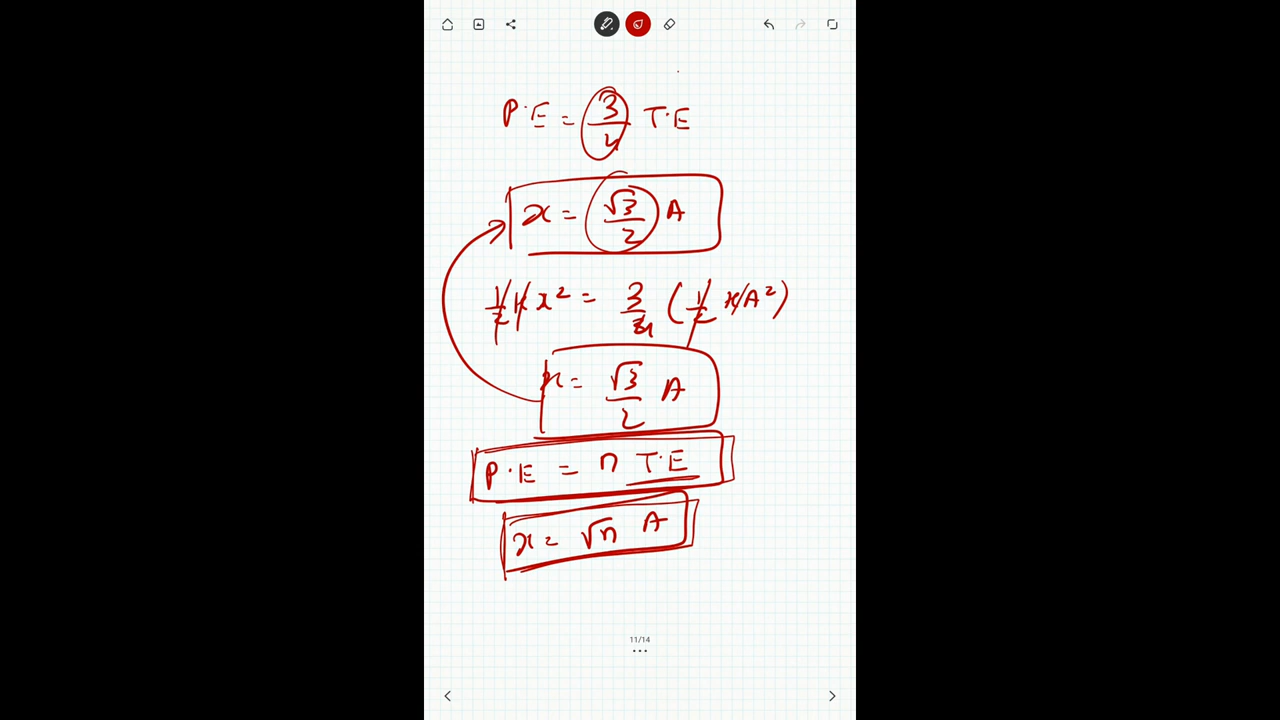 P.E = 3/4 T.E
x = √3/2 A
1/2 k x² = 3/4 (1/2 k A²)
x = √3/2 A
P.E = n T.E
x = √n A
11/14